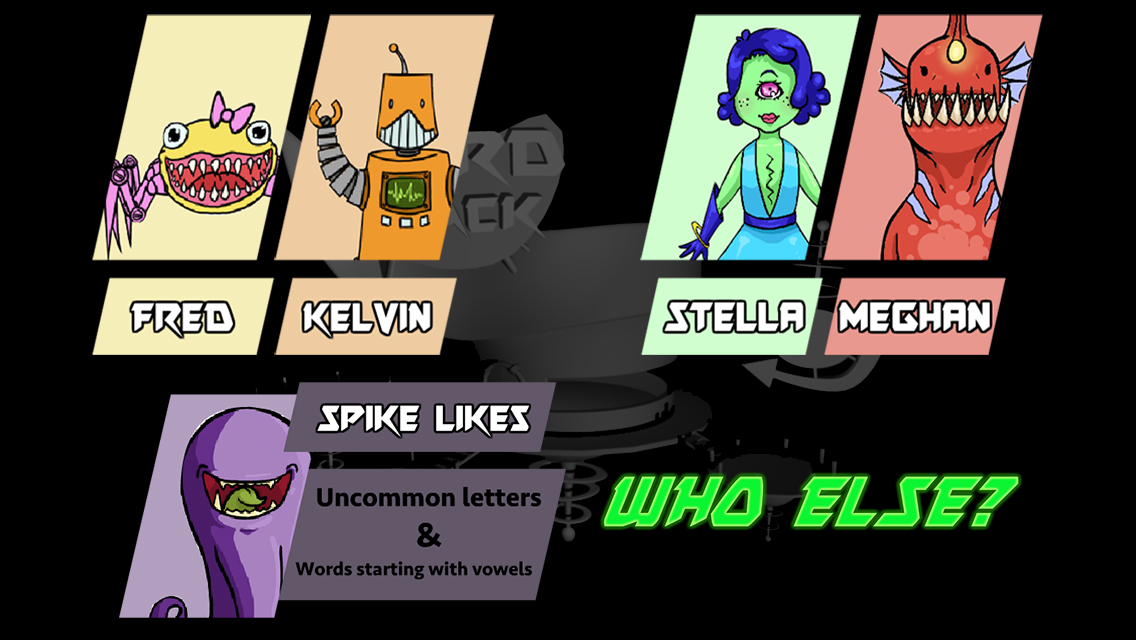 FRED
KELVIN
STELLA
MEGHAN
SPIKE LIKES
Uncommon letters
&
Words starting with vowels
WHO ELSE?